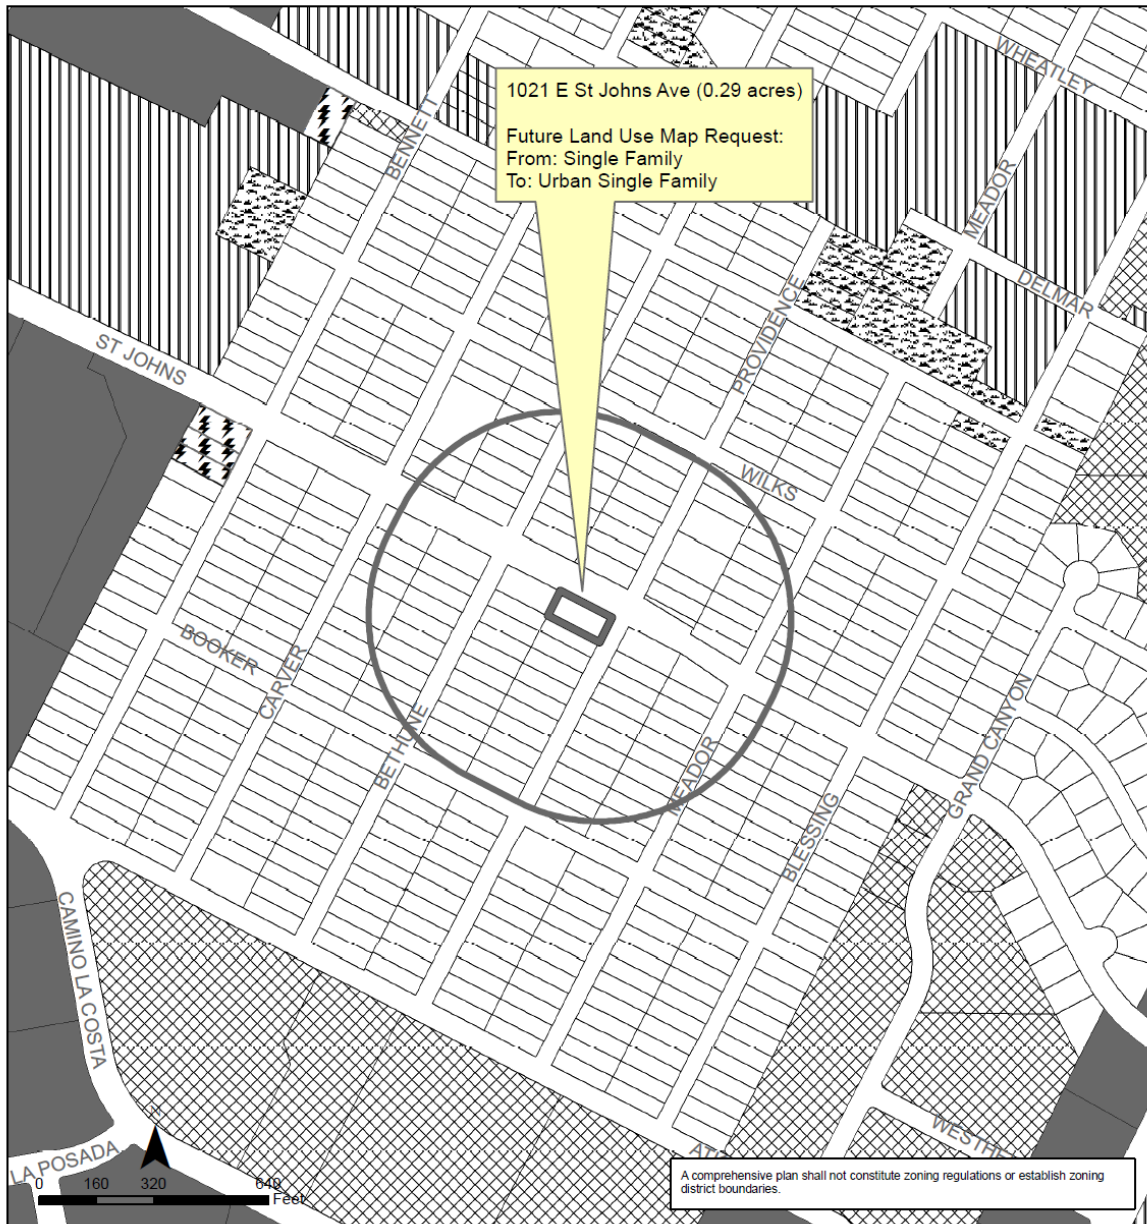 WHEATLEY
1021 E St Johns Ave (0.29 acres)
Future Land Use Map Request:
From: Single Family
To: Urban Single Family
BENNETT
MEADOR
DELMAR
PROVIDENCE
ST JOHNS
WILKS
BOOKER
CARVER
BETHUNE
MEADOR
GRAND CANYON
BLESSING
CAMINO LA COSTA
N
LA POSADA
WESTHE
0 160 320 640
Feet
A comprehensive plan shall not constitute zoning regulations or establish zoning
district boundaries.